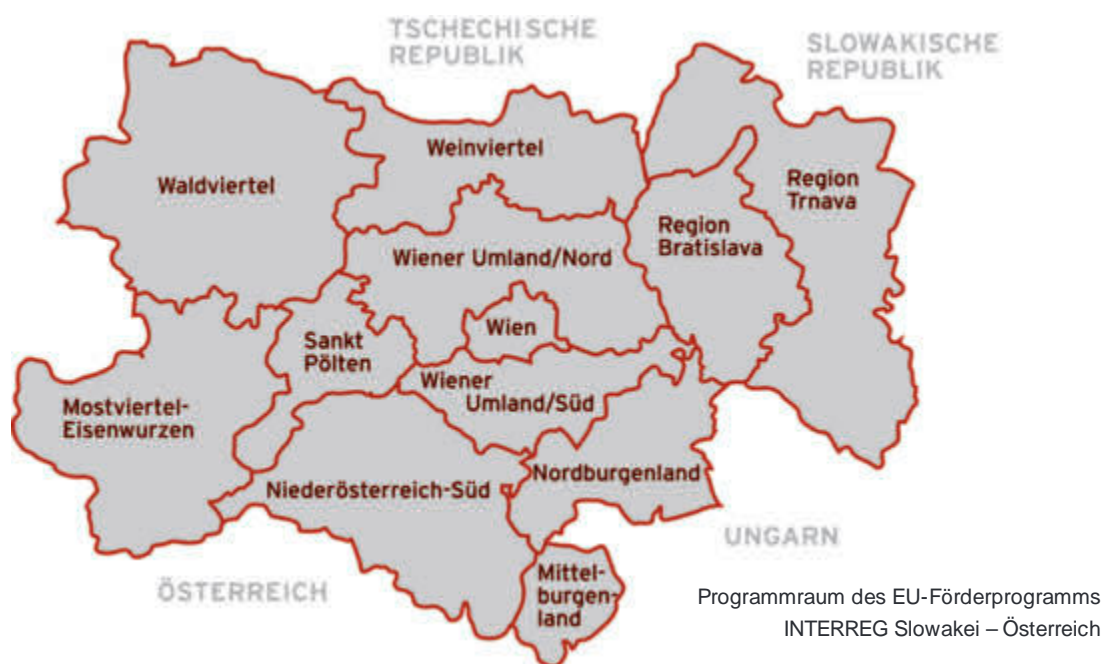 TSCHECHISCHE
REPUBLIK
SLOWAKISCHE
REPUBLIK
Weinviertel
Waldviertel
Region
Trnava
Region
Bratislava
Wiener Umland/Nord
Wien
Sankt
Pölten
Wiener
Umland/Süd
Mostviertel-
Eisenwurzen
Nordburgenland
Niederösterreich-Süd
UNGARN
ÖSTERREICH
Mittel-
burgen-
land
Programmraum des EU-Förderprogramms
INTERREG Slowakei – Österreich